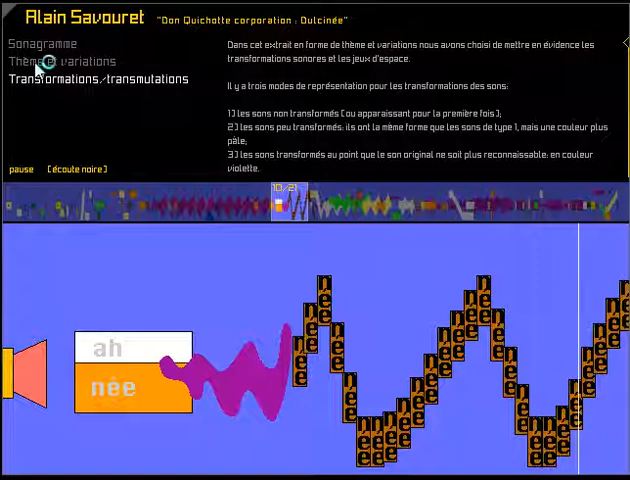 Alain Savouret "Don Quichotte corporation : Dulcinée"
Sonagramme
Thème et variations
Transformations/transmutations
pause (écoute noire)
Dans cet extrait en forme de thème et variations nous avons choisi de mettre en évidence les
transformations sonores et les jeux d'espace.
Il y a trois modes de représentation pour les transformations des sons:
1) les sons non transformés (ou apparaissant pour la première fois);
2) les sons peu transformés: ils ont la même forme que les sons de type 1, mais une couleur plus
pâle;
3) les sons transformés au point que le son original ne soit plus reconnaissable: en couleur
violette.
10/21
ah
née